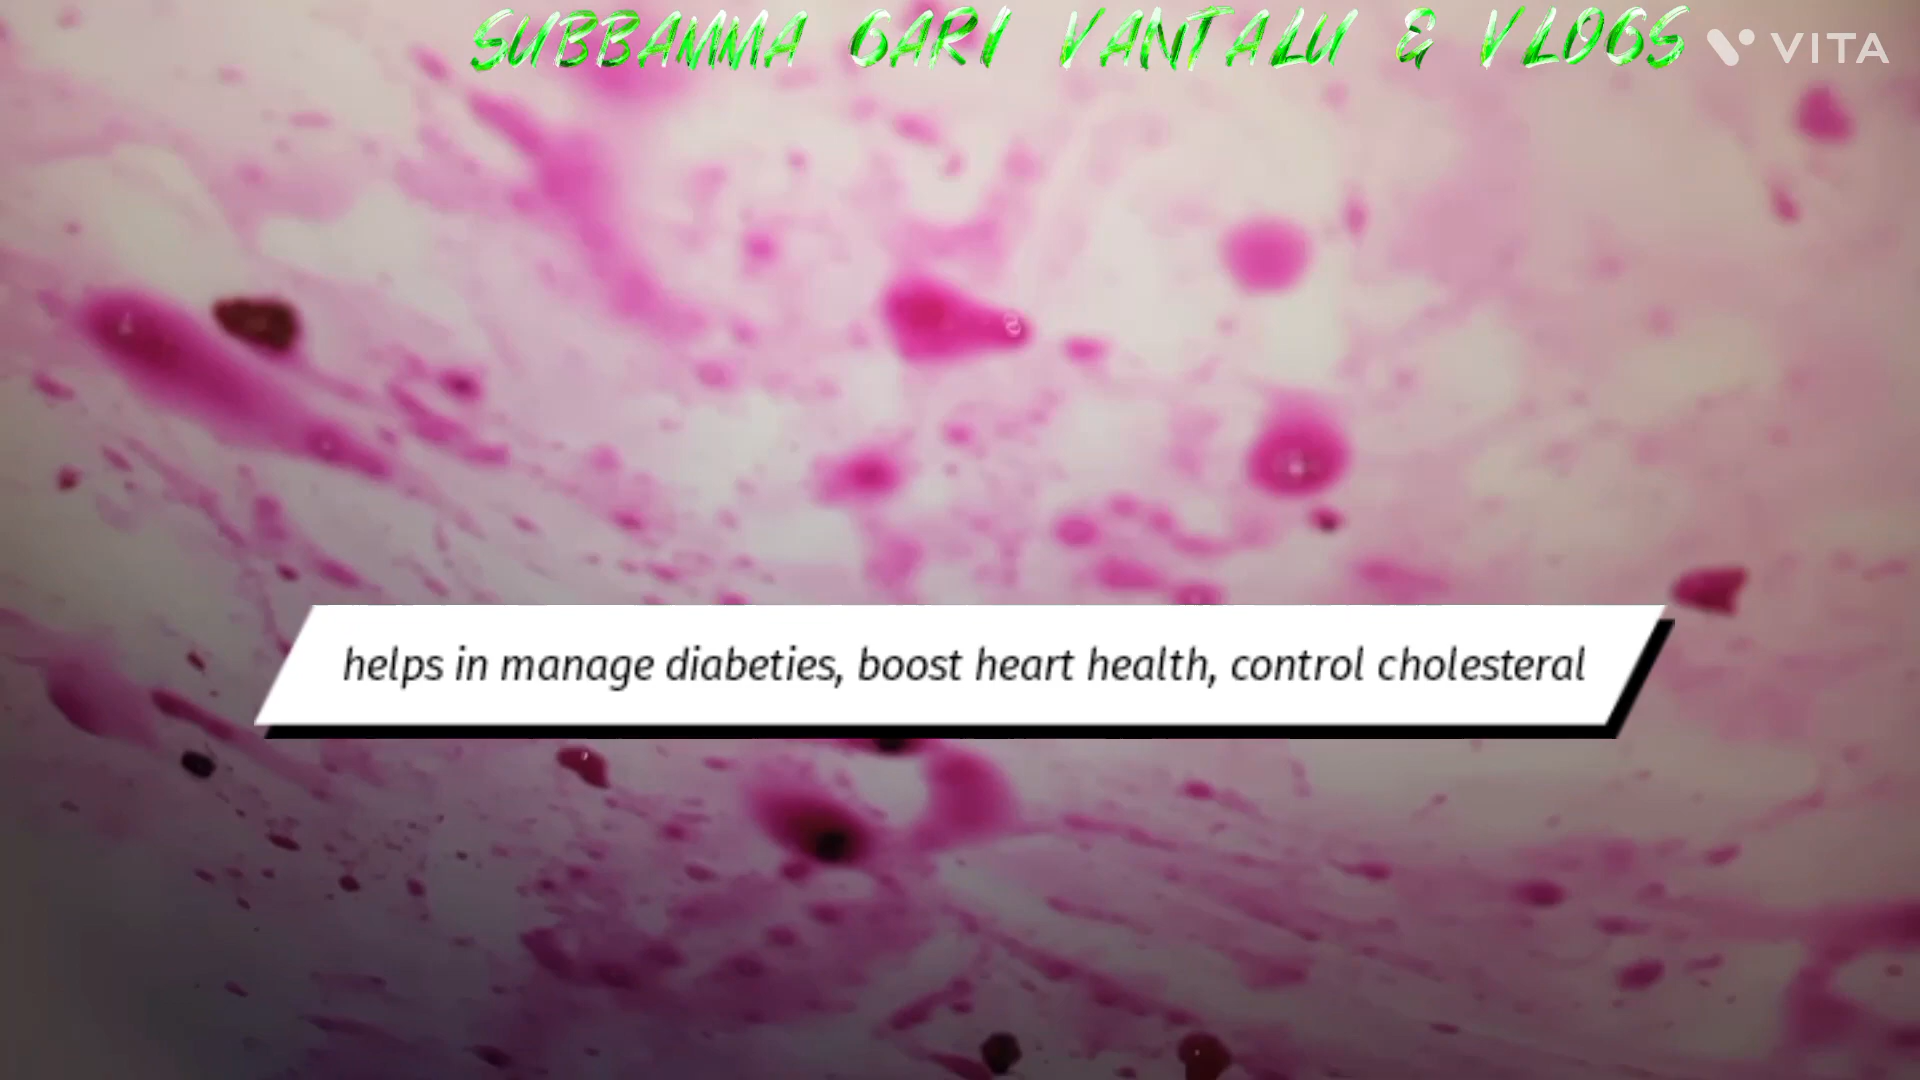 SUBBAMMA GARI VANTALU & VLOGS
VITA
helps in manage diabeties, boost heart health, control cholesteral